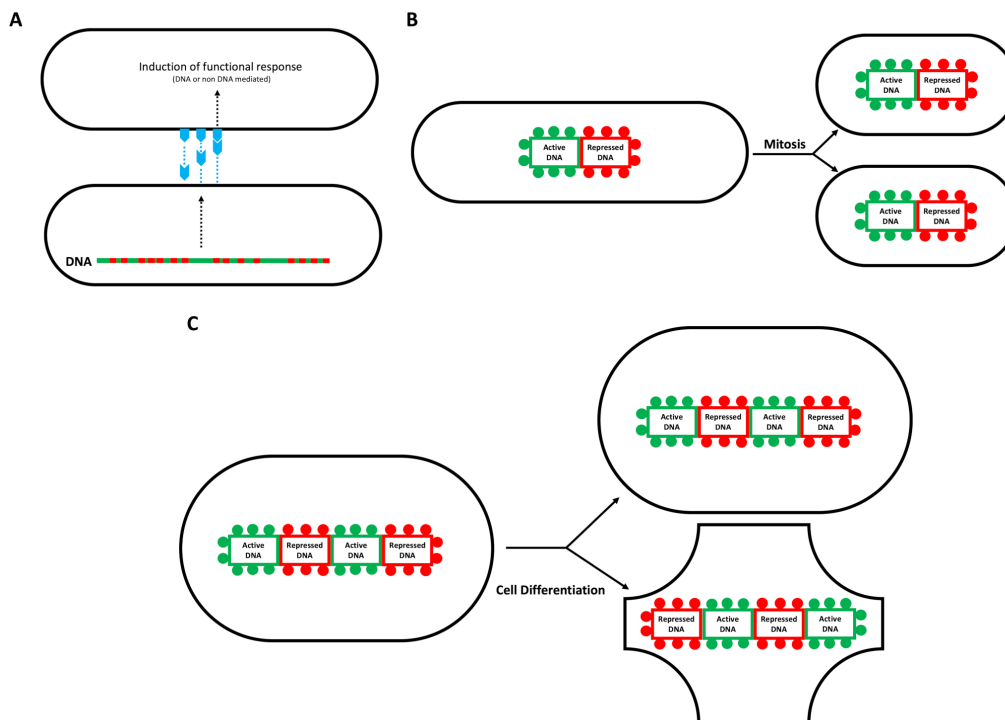 A
Induction of functional response
(DNA or non DNA mediated)
DNA
B
Active
DNA
Repressed
DNA
Mitosis
Active
DNA
Repressed
DNA
Active
DNA
Repressed
DNA
C
Active
DNA
Repressed
DNA
Active
DNA
Repressed
DNA
Cell Differentiation
Active
DNA
Repressed
DNA
Active
DNA
Repressed
DNA
Repressed
DNA
Active
DNA
Repressed
DNA
Active
DNA